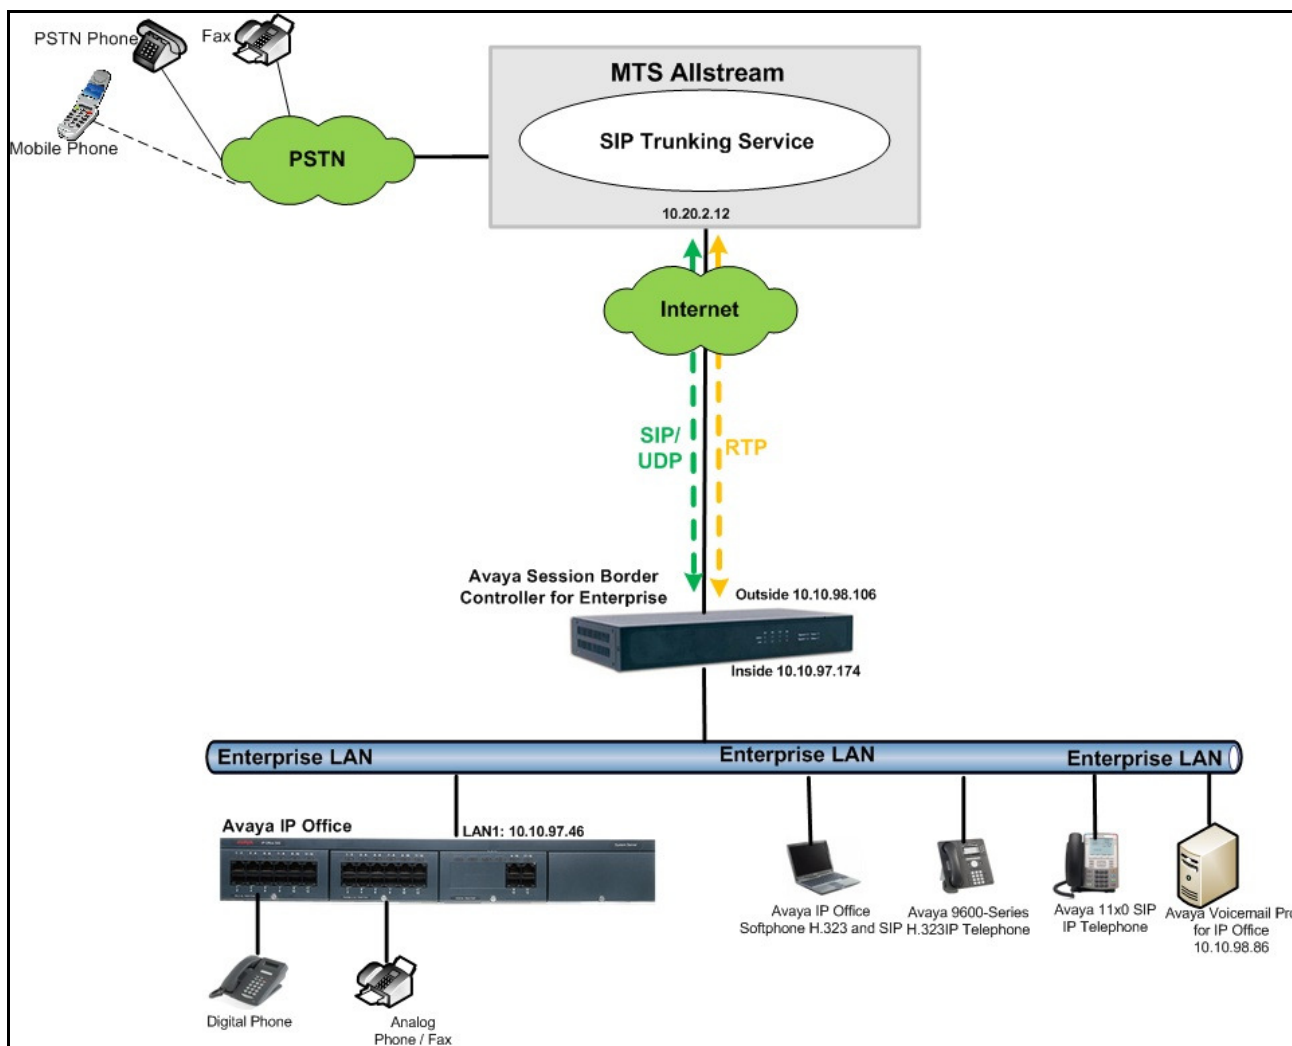 PSTN Phone
Fax
Mobile Phone
PSTN
MTS Allstream
SIP Trunking Service
10.20.2.12
Internet
SIP/
UDP
RTP
Avaya Session Border
Controller for Enterprise
Outside 10.10.98.106
Inside 10.10.97.174
Enterprise LAN
Enterprise LAN
Enterprise LAN
Avaya IP Office
LAN1: 10.10.97.46
Avaya IP Office
Softphone H.323 and SIP
Avaya 9600-Series
H.323IP Telephone
Avaya 11x0 SIP
IP Telephone
Avaya Voicemail Pro
for IP Office
10.10.98.86
Digital Phone
Analog
Phone / Fax